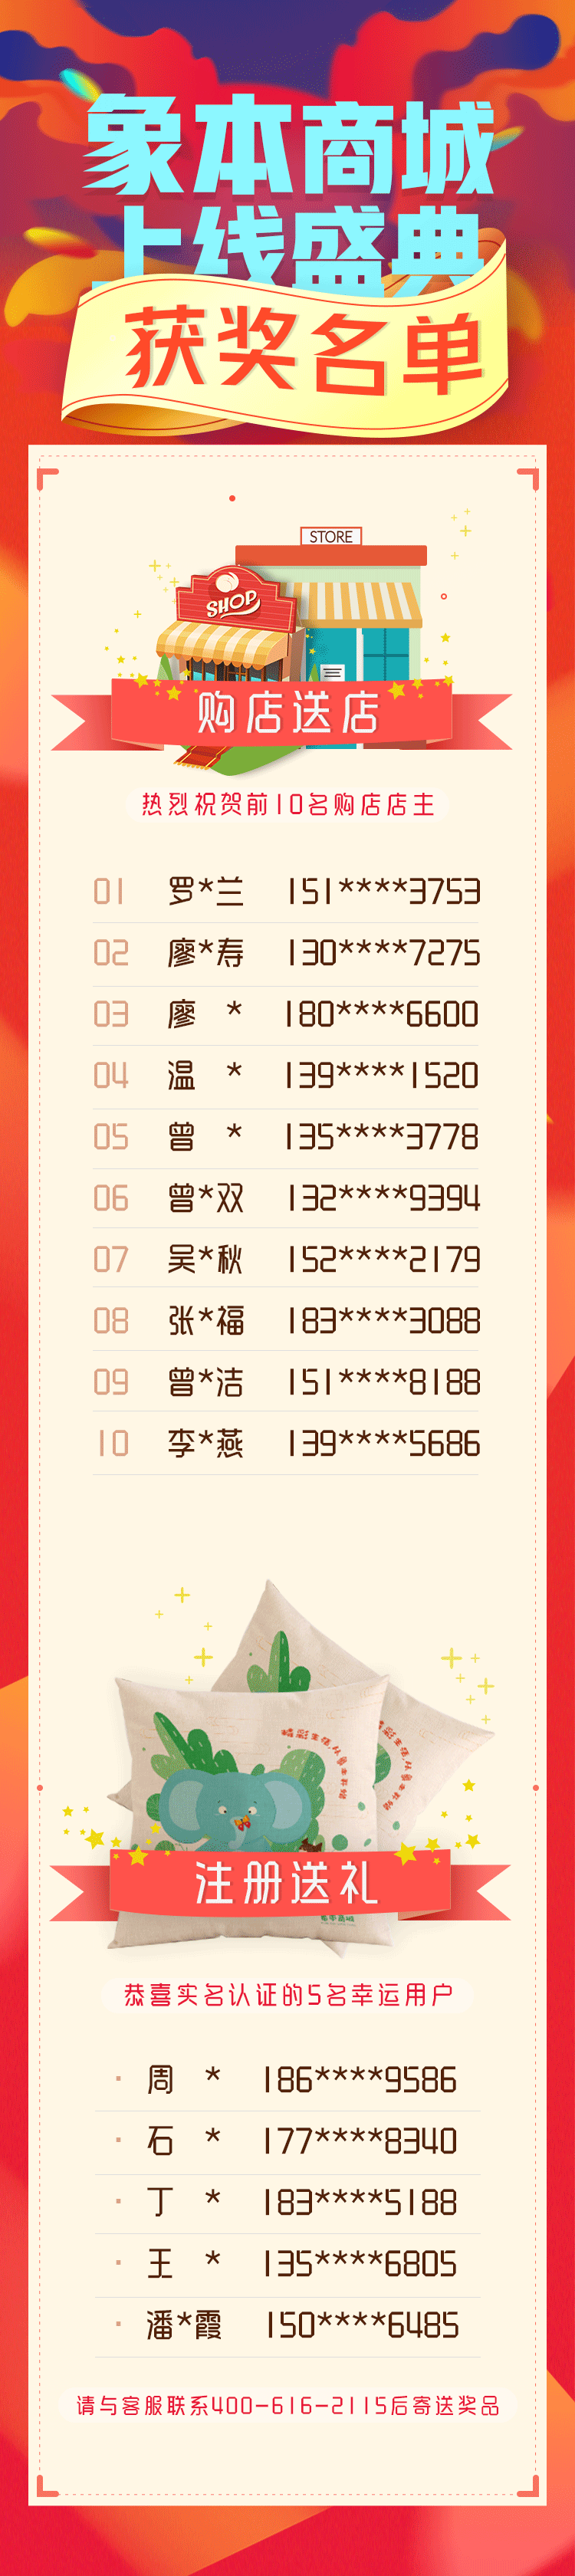 象本商城
上线盛典
获奖名单
STORE
SHOP
购店送店
热烈祝贺前10名购店店主
01 罗*兰 151****3753
02 廖*寿 130****7275
03 廖 * 180****6600
04 温 * 139****1520
05 曾 * 135****3778
06 曾*双 132****9394
07 吴*秋 152****2179
08 张*福 183****3088
09 曾*洁 151****8188
10 李*燕 139****5686
注册送礼
恭喜实名认证的5名幸运用户
· 周 * 186****9586
· 石 * 177****8340
· 丁 * 183****5188
· 王 * 135****6805
· 潘*霞 150****6485
请与客服联系400-616-2115后寄送奖品